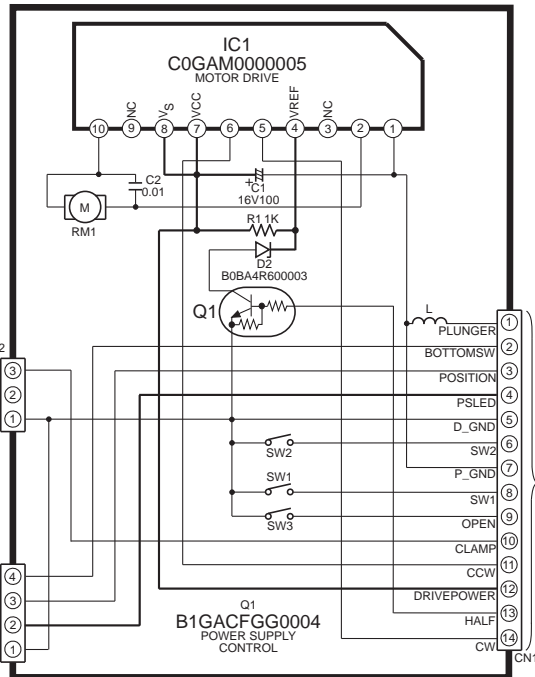 IC1
C0GAM0000005
MOTOR DRIVE
10
NC
9
VS
8
VCC
7
6
5
VREF
4
NC
3
2
1
C2
0.01
M
RM1
+
C1
16V100
R1 1K
D2
B0BA4R600003
Q1
L
PLUNGER
1
BOTTOMSW
2
POSITION
3
PSLED
4
D_GND
5
SW2
SW2
6
P_GND
7
SW1
SW1
8
SW3
OPEN
9
CLAMP
10
CCW
11
DRIVEPOWER
12
HALF
13
CW
14
CN1
2
3
2
1
4
3
2
1
Q1
B1GACFGG0004
POWER SUPPLY
CONTROL